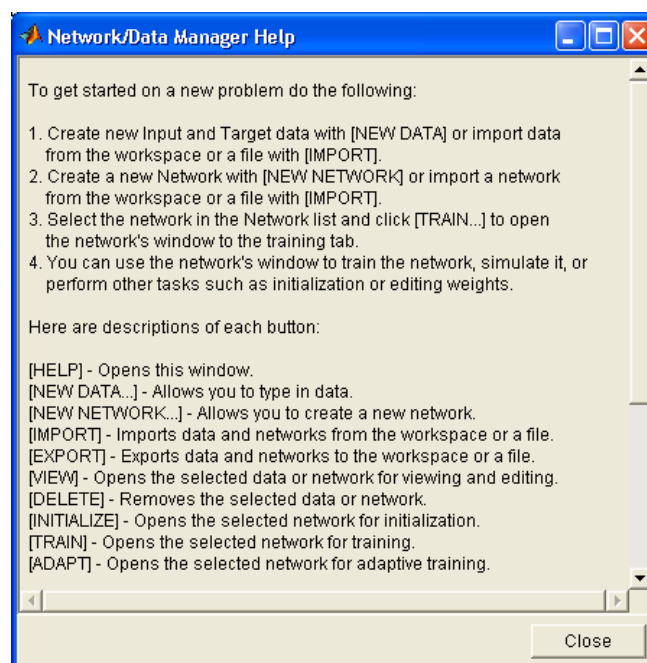 Network/Data Manager Help
To get started on a new problem do the following:
1. Create new Input and Target data with [NEW DATA] or import data
from the workspace or a file with [IMPORT].
2. Create a new Network with [NEW NETWORK] or import a network
from the workspace or a file with [IMPORT].
3. Select the network in the Network list and click [TRAIN...] to open
the network's window to the training tab.
4. You can use the network's window to train the network, simulate it, or
perform other tasks such as initialization or editing weights.
Here are descriptions of each button:
[HELP] - Opens this window.
[NEW DATA...] - Allows you to type in data.
[NEW NETWORK...] - Allows you to create a new network.
[IMPORT] - Imports data and networks from the workspace or a file.
[EXPORT] - Exports data and networks to the workspace or a file.
[VIEW] - Opens the selected data or network for viewing and editing.
[DELETE] - Removes the selected data or network.
[INITIALIZE] - Opens the selected network for initialization.
[TRAIN] - Opens the selected network for training.
[ADAPT] - Opens the selected network for adaptive training.
Close